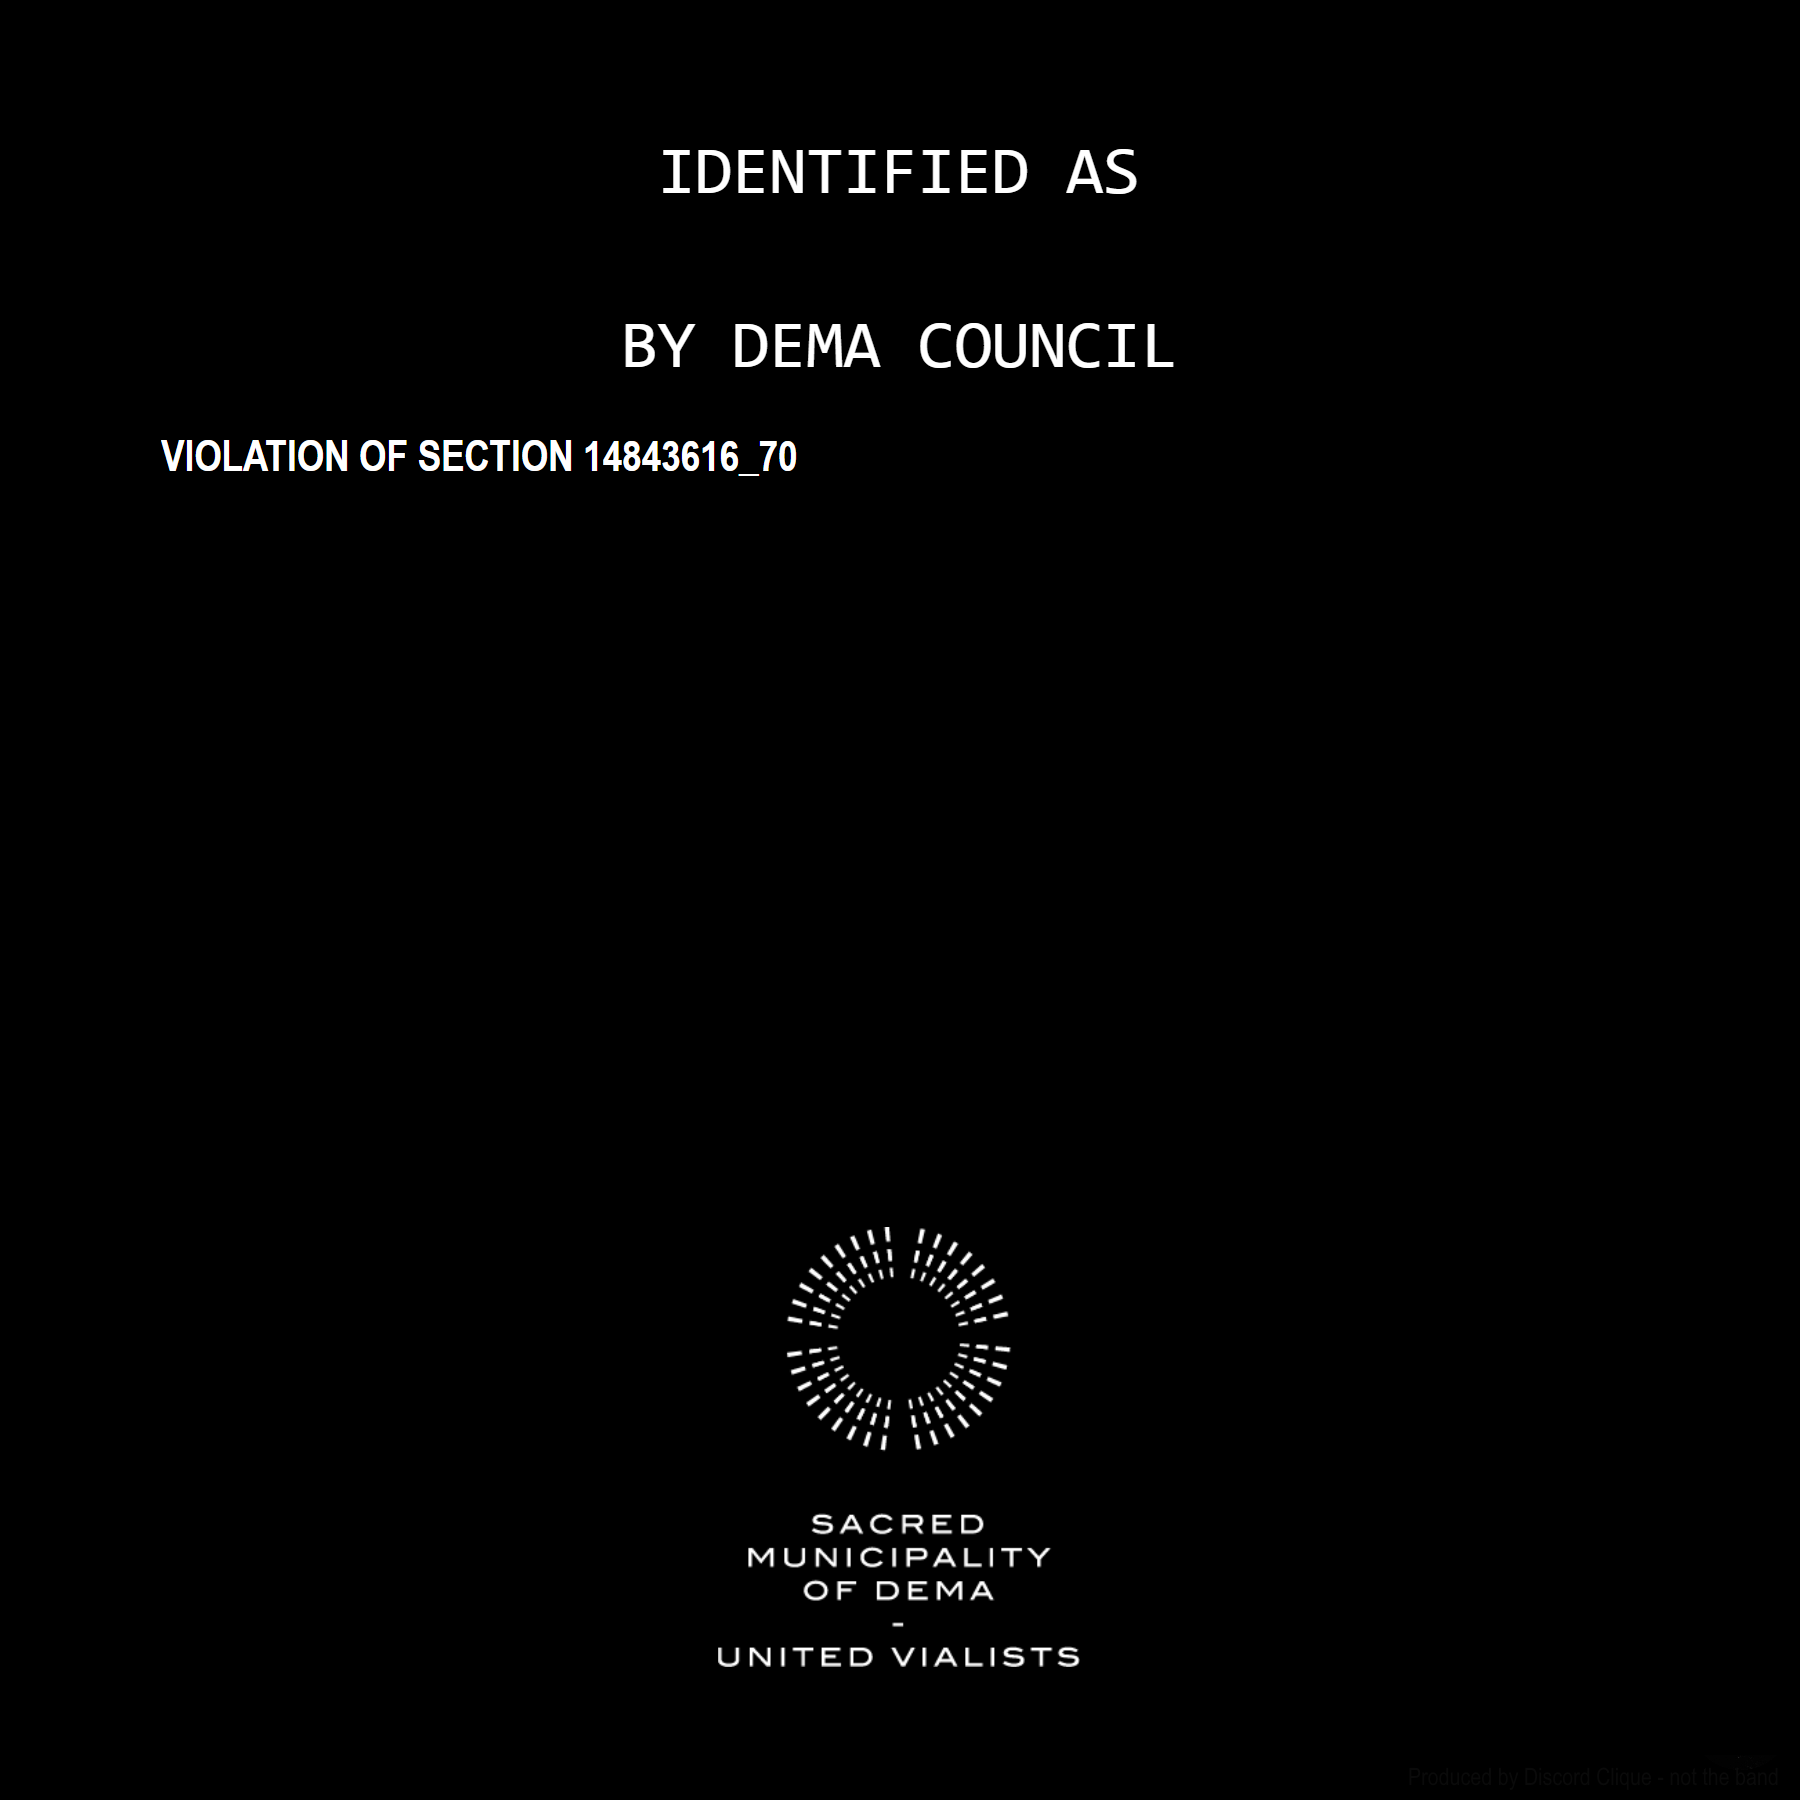 IDENTIFIED AS
BY DEMA COUNCIL
VIOLATION OF SECTION 14843616_70
SACRED
MUNICIPALITY
OF DEMA
-
UNITED VIALISTS
Produced by Discord Clique - not the band